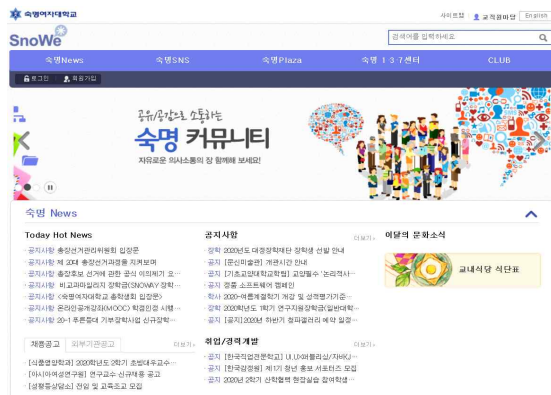 숙명여자대학교
사이트맵 교직원마당 English
SnoWe
검색어를 입력하세요
숙명News 숙명SNS 숙명Plaza 숙명 1·3·7센터 CLUB
로그인 회원가입
공유/공감으로 소통하는
숙명 커뮤니티
자유로운 의사소통의 장 함께해 보세요!
숙명 News
Today Hot News
· 공지사항 총장선거관리위원회 입장문
· 공지사항 제 20대 총장선거과정을 지켜보며
· 공지사항 총장후보 선거에 관한 공식 이의제기 요…
· 공지사항 비교과마일리지 장학금(SNOWAY 장학…
· 공지사항 <숙명여자대학교 총학생회 입장문>
· 공지사항 온라인공개강좌(MOOC) 학점인정 시행…
· 공지사항 20-1 푸른등대 기부장학사업 신규장학…
공지사항 더보기 ›
· 장학 2020년도 대정장학재단 장학생 선발 안내
· 공지 [문신미술관] 개관시간 안내
· 공지 [기초교양대학교학팀] 교양필수 '논리적사…
· 공지 정품 소프트웨어 캠페인
· 학사 2020-여름계절학기 개강 및 성적평가기준…
· 장학 2020학년도 1학기 연구지원장학금(일반대학…
· 공지 [공지]2020년 하반기 청파갤러리 예약 일정…
이달의 문화소식
교내식당 식단표
채용공고 외부기관공고 더보기 ›
· [식품영양학과] 2020학년도 2학기 초빙대우교수…
· [아시아여성연구원] 연구교수 신규채용 공고
· [성평등상담소] 전임 및 교육조교 모집
취업/경력개발 더보기 ›
· 공지 [한국직업전문학교] UI,UX퍼블리싱/자바(J…
· 공지 [한국감정원] 제1기 청년 홍보 서포터즈 모집
· 공지 2020년 2학기 산학협력 현장실습 참여학생…